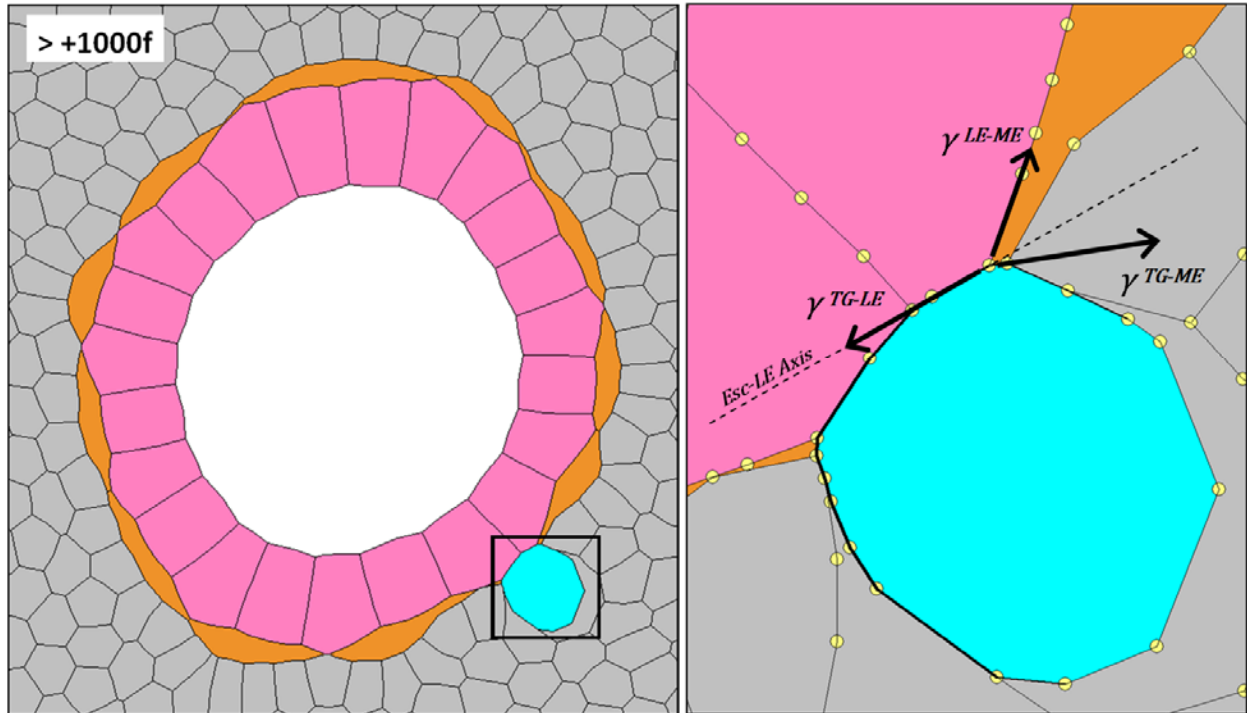 > +1000f
γ LE-ME
γ TG-ME
γ TG-LE
Esc-LE Axis